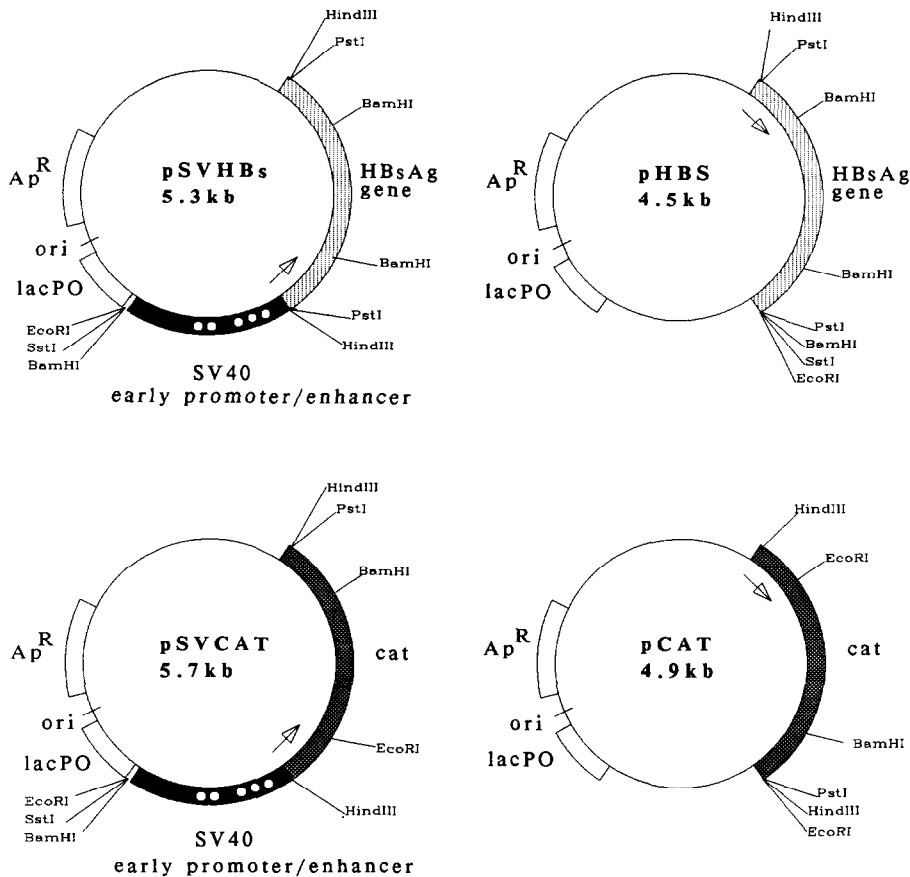 HindIII
PstI
BamHI
Ap R
pSVHBs
5.3kb
HBsAg
gene
ori
lacPO
BamHI
EcoRI
SstI
BamHI
PstI
HindIII
SV40
early promoter/enhancer
HindIII
PstI
BamHI
Ap R
pHBS
4.5kb
HBsAg
gene
ori
lacPO
BamHI
PstI
BamHI
SstI
EcoRI
HindIII
PstI
BamHI
Ap R
pSVCAT
5.7kb
cat
ori
lacPO
EcoRI
EcoRI
SstI
BamHI
HindIII
SV40
early promoter/enhancer
HindIII
EcoRI
Ap R
pCAT
4.9kb
cat
ori
lacPO
BamHI
PstI
HindIII
EcoRI